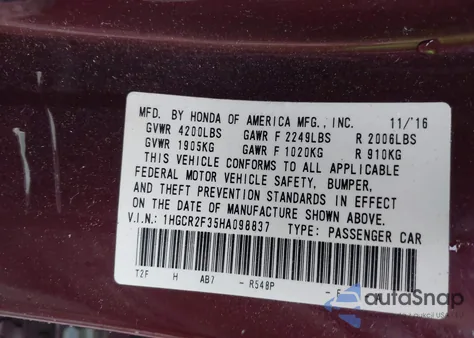 MFD. BY HONDA OF AMERICA MFG., INC. 11/'16
GVWR 4200LBS GAWR F 2249LBS R 2006LBS
GVWR 1905KG GAWR F 1020KG R 910KG
THIS VEHICLE CONFORMS TO ALL APPLICABLE
FEDERAL MOTOR VEHICLE SAFETY, BUMPER,
AND THEFT PREVENTION STANDARDS IN EFFECT
ON THE DATE OF MANUFACTURE SHOWN ABOVE.
V.I.N.: 1HGCR2F35HA098837 TYPE: PASSENGER CAR
T2F H AB7 - R548P - E
autaSnap